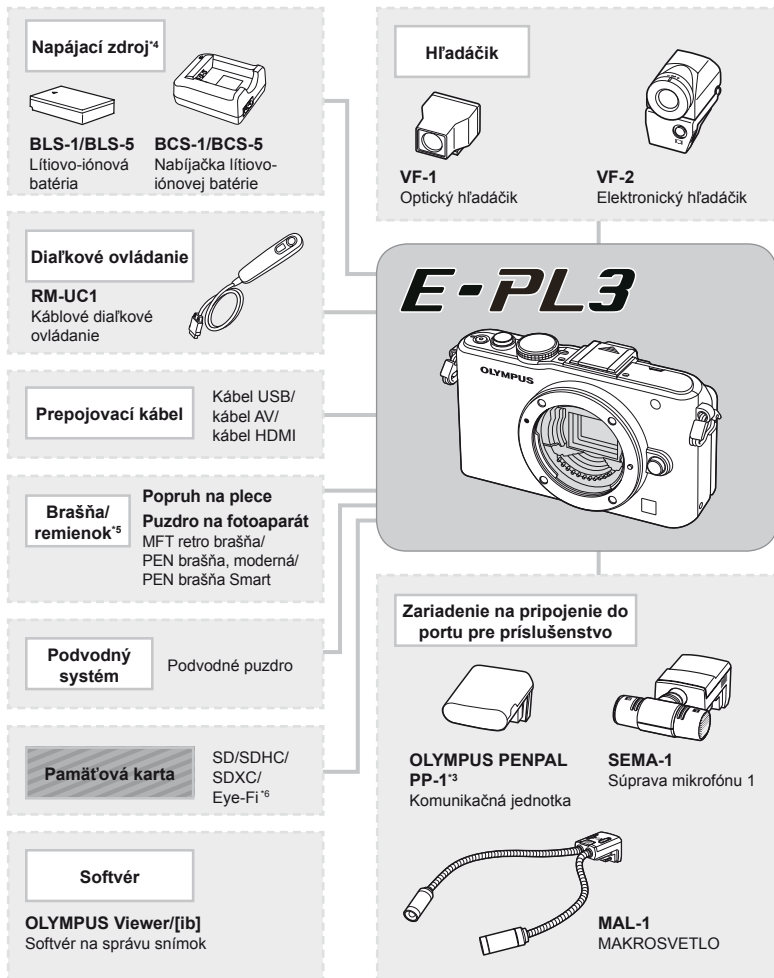 Napájací zdroj*4
BLS-1/BLS-5
Lítiovo-iónová
batéria
BCS-1/BCS-5
Nabíjačka lítiovo-
iónovej batérie
Diaľkové ovládanie
RM-UC1
Káblové diaľkové
ovládanie
Prepojovací kábel
Kábel USB/
kábel AV/
kábel HDMI
Brašňa/
remienok*5
Popruh na plece
Puzdro na fotoaparát
MFT retro brašňa/
PEN brašňa, moderná/
PEN brašňa Smart
Podvodný
systém
Podvodné puzdro
Pamäťová karta
SD/SDHC/
SDXC/
Eye-Fi*6
Softvér
OLYMPUS Viewer/[ib]
Softvér na správu snímok
Hľadáčik
VF-1
Optický hľadáčik
VF-2
Elektronický hľadáčik
E-PL3
OLYMPUS
Zariadenie na pripojenie do
portu pre príslušenstvo
OLYMPUS PENPAL
PP-1*3
Komunikačná jednotka
SEMA-1
Súprava mikrofónu 1
MAL-1
MAKROSVETLO